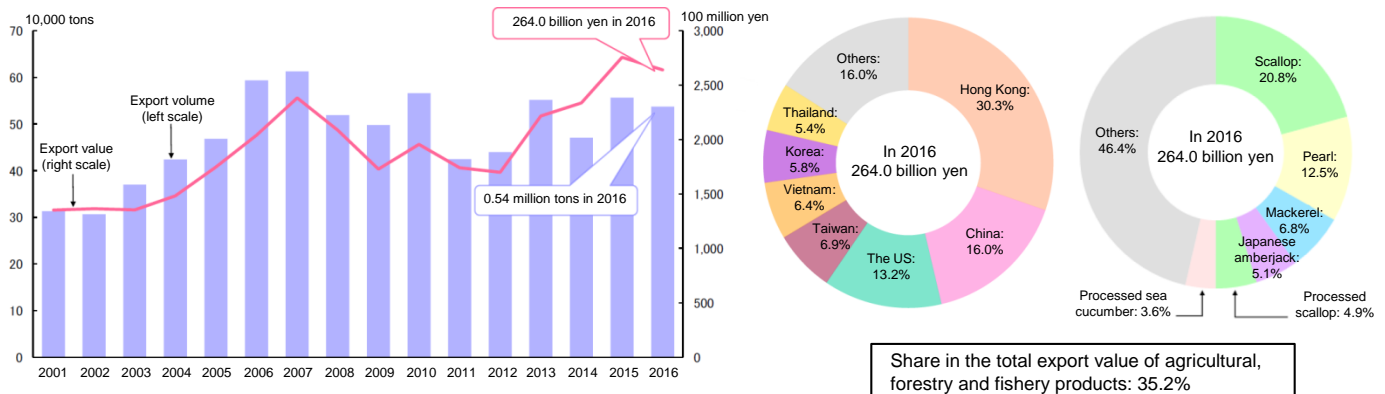 10,000 tons
100 million yen
70
60
50
40
30
20
10
0
3,000
2,500
2,000
1,500
1,000
500
0
264.0 billion yen in 2016
Export volume
(left scale)
Export value
(right scale)
0.54 million tons in 2016
2001 2002 2003 2004 2005 2006 2007 2008 2009 2010 2011 2012 2013 2014 2015 2016
In 2016
264.0 billion yen
Hong Kong:
30.3%
China:
16.0%
The US:
13.2%
Taiwan:
6.9%
Vietnam:
6.4%
Korea:
5.8%
Thailand:
5.4%
Others:
16.0%
In 2016
264.0 billion yen
Scallop:
20.8%
Pearl:
12.5%
Mackerel:
6.8%
Japanese
amberjack:
5.1%
Processed
scallop: 4.9%
Processed sea
cucumber: 3.6%
Others:
46.4%
Share in the total export value of agricultural,
forestry and fishery products: 35.2%